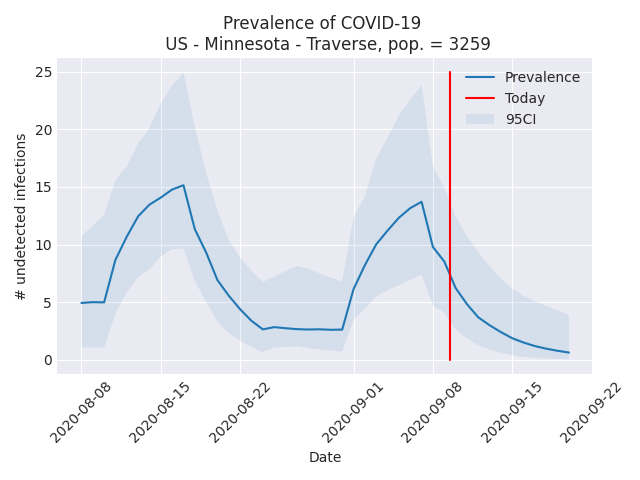 Prevalence of COVID-19
US - Minnesota - Traverse, pop. = 3259
Prevalence
Today
95CI
# undetected infections
25
20
15
10
5
0
2020-08-08
2020-08-15
2020-08-22
2020-09-01
2020-09-08
2020-09-15
2020-09-22
Date